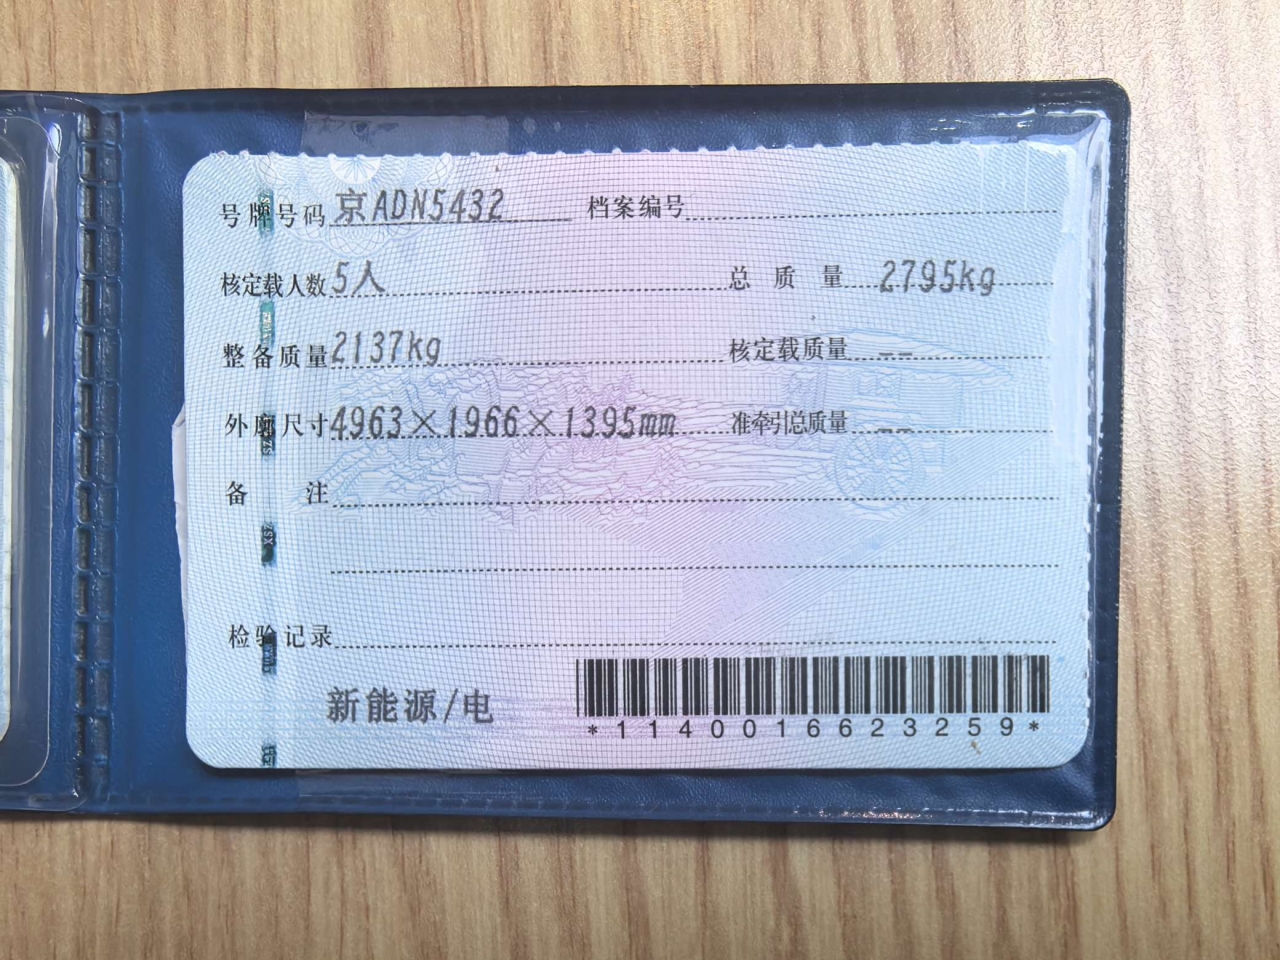 号牌号码 京ADN5432 档案编号
核定载人数 5人 总质量 2795kg
整备质量 2137kg 核定载质量 --
外廓尺寸 4963×1966×1395mm 准牵引总质量 --
备注
检验记录
新能源/电
*1140016623259*